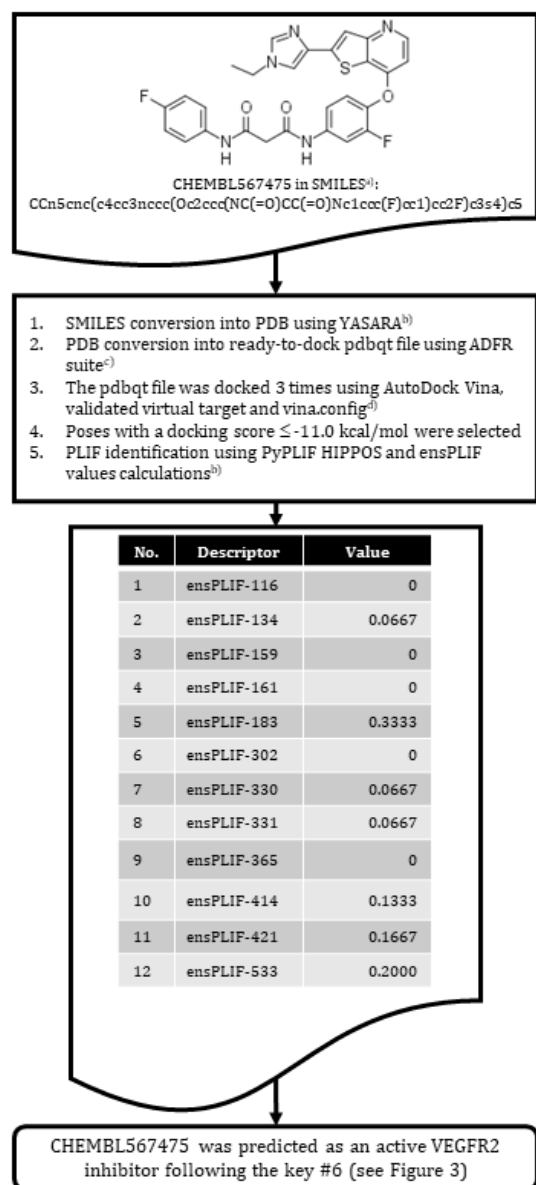 N
N
N
S
O
F
F
O
O
N
H
N
H
CHEMBL567475 in SMILESa):
CCn5cnc(c4cc3nccc(Oc2ccc(NC(=O)CC(=O)Nc1ccc(F)cc1)cc2F)c3s4)c5
1. SMILES conversion into PDB using YASARAb)
2. PDB conversion into ready-to-dock pdbqt file using ADFR
suitec)
3. The pdbqt file was docked 3 times using AutoDock Vina,
validated virtual target and vina.configd)
4. Poses with a docking score ≤ -11.0 kcal/mol were selected
5. PLIF identification using PyPLIF HIPPOS and ensPLIF
values calculationsb)
No. Descriptor Value
1 ensPLIF-116 0
2 ensPLIF-134 0.0667
3 ensPLIF-159 0
4 ensPLIF-161 0
5 ensPLIF-183 0.3333
6 ensPLIF-302 0
7 ensPLIF-330 0.0667
8 ensPLIF-331 0.0667
9 ensPLIF-365 0
10 ensPLIF-414 0.1333
11 ensPLIF-421 0.1667
12 ensPLIF-533 0.2000
CHEMBL567475 was predicted as an active VEGFR2
inhibitor following the key #6 (see Figure 3)